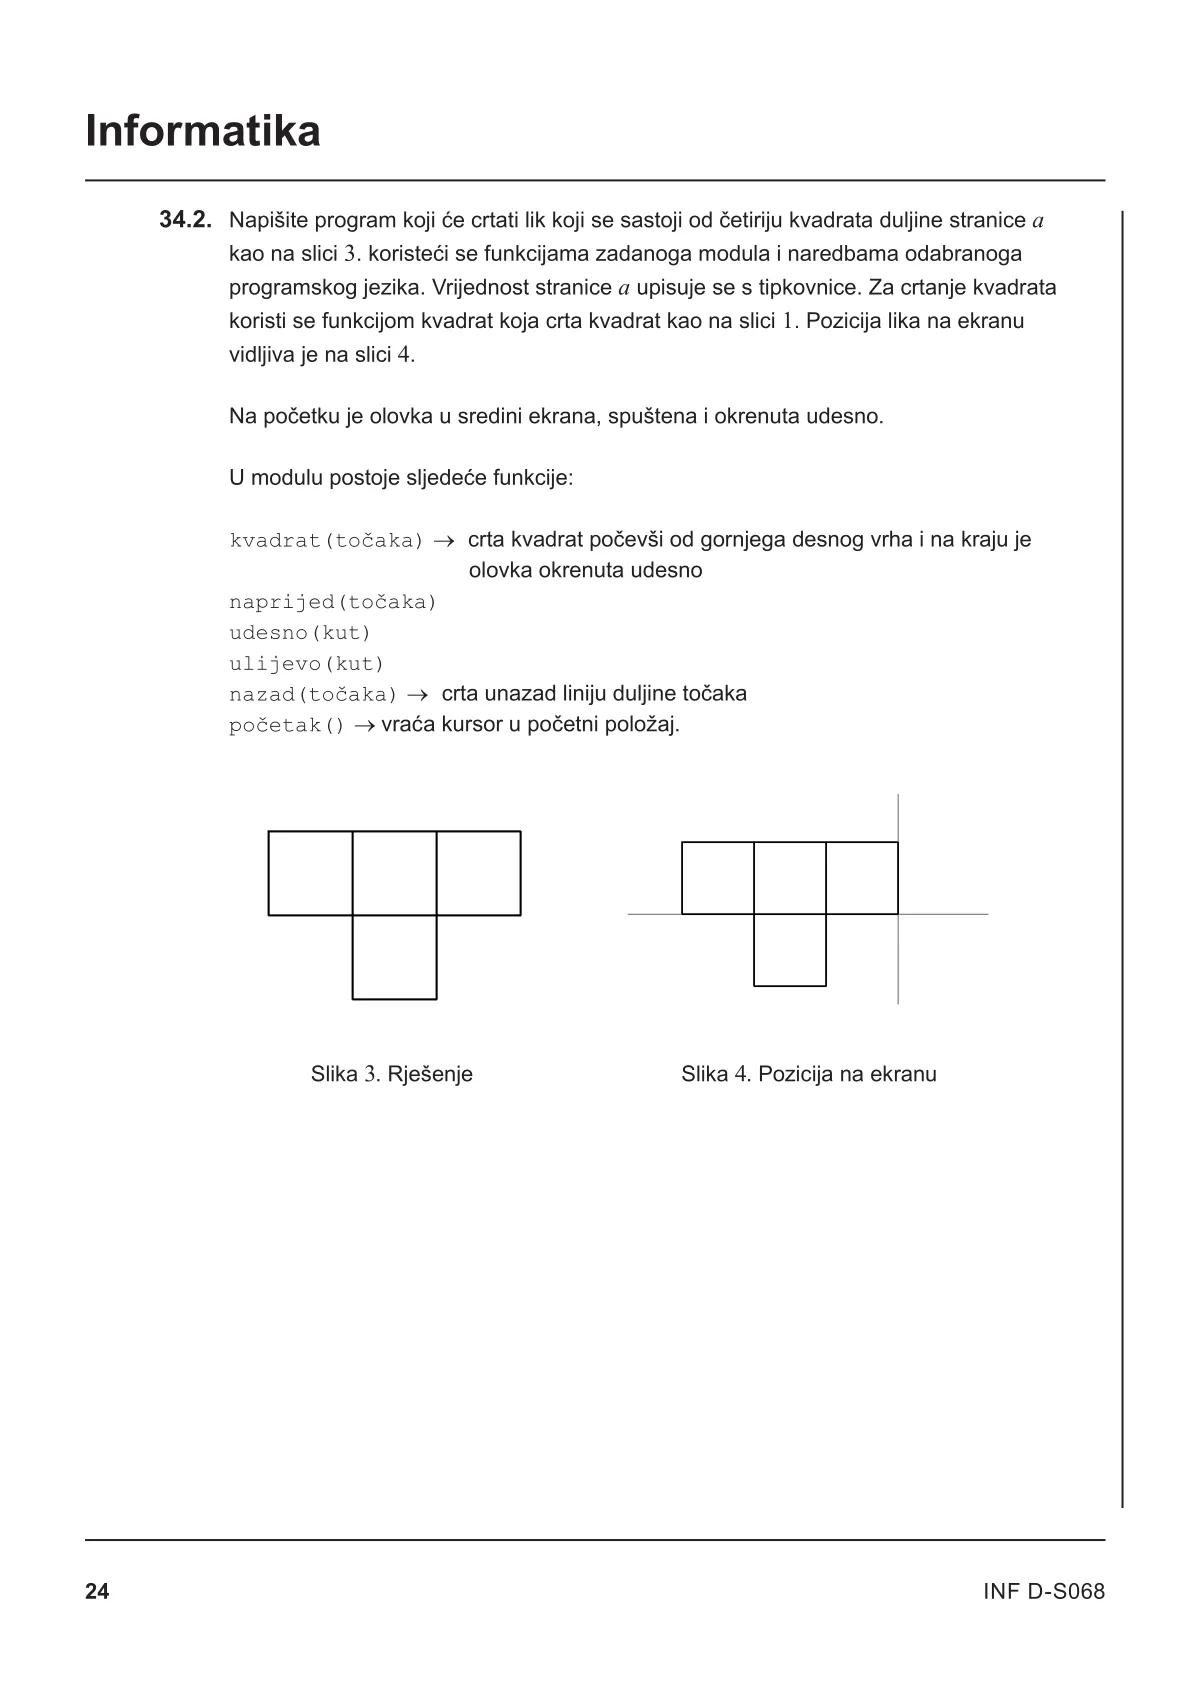 Informatika
34.2. Napišite program koji će crtati lik koji se sastoji od četiriju kvadrata duljine stranice a
kao na slici 3. koristeći se funkcijama zadanoga modula i naredbama odabranoga
programskog jezika. Vrijednost stranice a upisuje se s tipkovnice. Za crtanje kvadrata
koristi se funkcijom kvadrat koja crta kvadrat kao na slici 1. Pozicija lika na ekranu
vidljiva je na slici 4.
Na početku je olovka u sredini ekrana, spuštena i okrenuta udesno.
U modulu postoje sljedeće funkcije:
kvadrat(točaka) → crta kvadrat počevši od gornjega desnog vrha i na kraju je
olovka okrenuta udesno
naprijed(točaka)
udesno(kut)
ulijevo(kut)
nazad(točaka) → crta unazad liniju duljine točaka
početak() → vraća kursor u početni položaj.
Slika 3. Rješenje
Slika 4. Pozicija na ekranu
24
INF D-S068